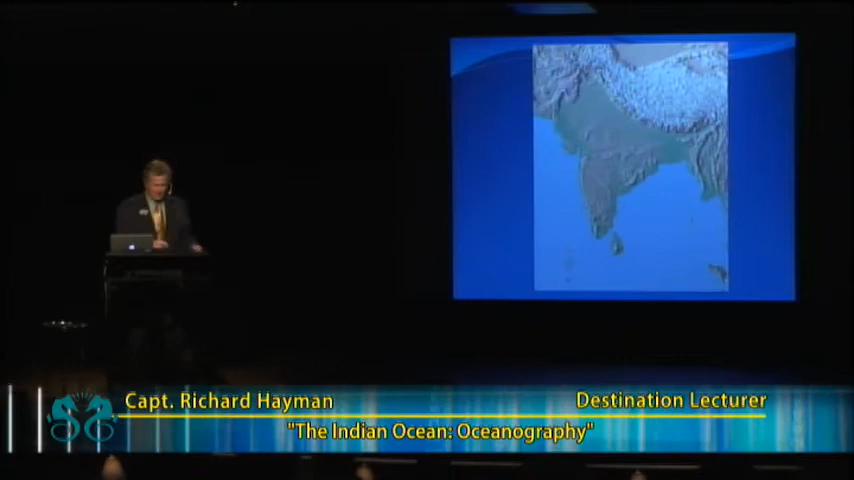 Capt. Richard Hayman
Destination Lecturer
"The Indian Ocean: Oceanography"